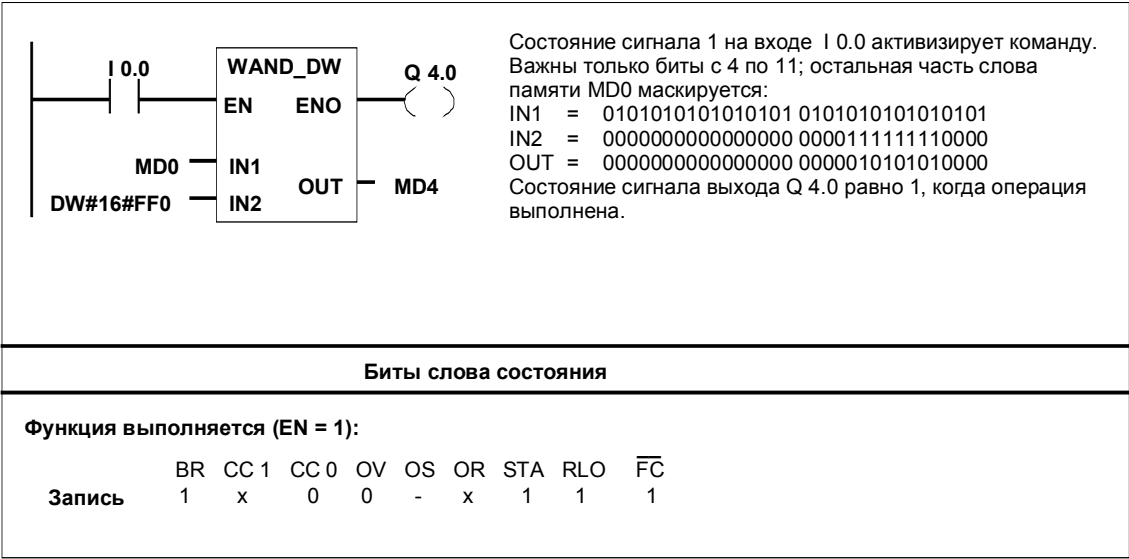 I 0.0
WAND_DW
Q 4.0
EN ENO
MD0
IN1
OUT
MD4
DW#16#FF0
IN2
Состояние сигнала 1 на входе I 0.0 активизирует команду.
Важны только биты с 4 по 11; остальная часть слова
памяти MD0 маскируется:
IN1 = 0101010101010101 0101010101010101
IN2 = 0000000000000000 0000111111110000
OUT = 0000000000000000 0000010101010000
Состояние сигнала выхода Q 4.0 равно 1, когда операция
выполнена.
Биты слова состояния
Функция выполняется (EN = 1):
BR CC 1 CC 0 OV OS OR STA RLO F̅C̅
Запись 1 x 0 0 - x 1 1 1